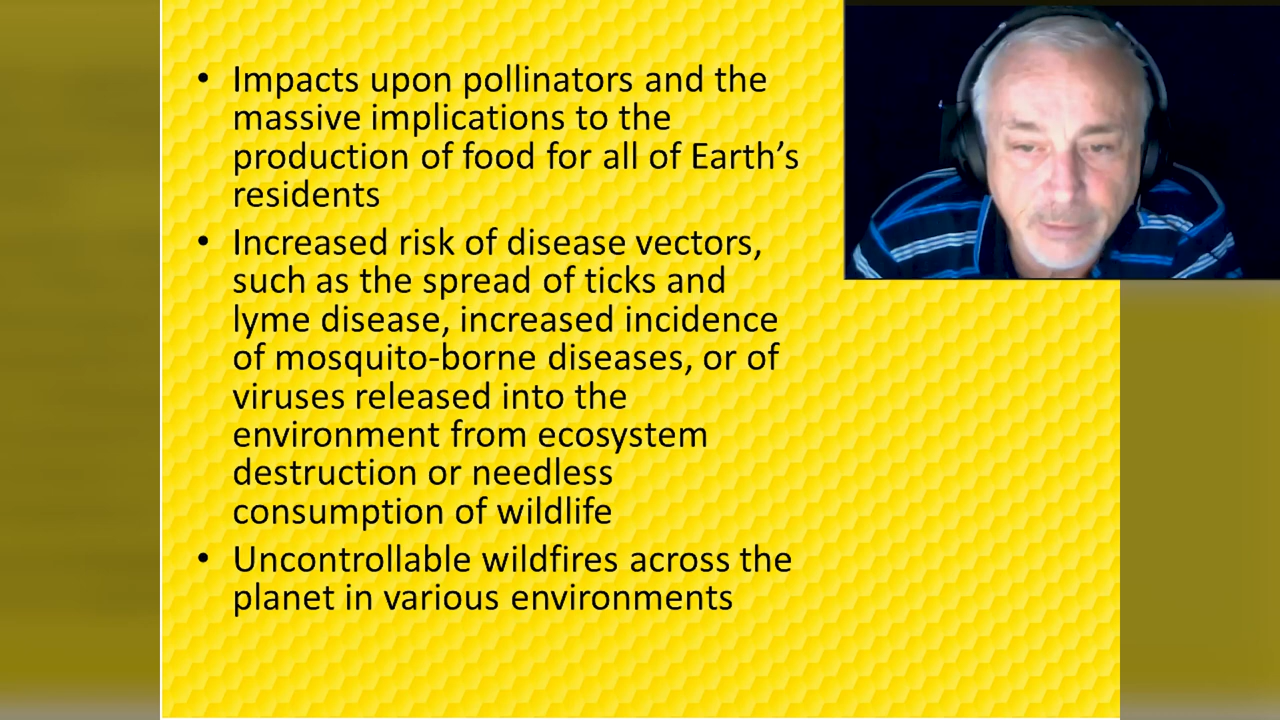 • Impacts upon pollinators and the
massive implications to the
production of food for all of Earth’s
residents
• Increased risk of disease vectors,
such as the spread of ticks and
lyme disease, increased incidence
of mosquito-borne diseases, or of
viruses released into the
environment from ecosystem
destruction or needless
consumption of wildlife
• Uncontrollable wildfires across the
planet in various environments